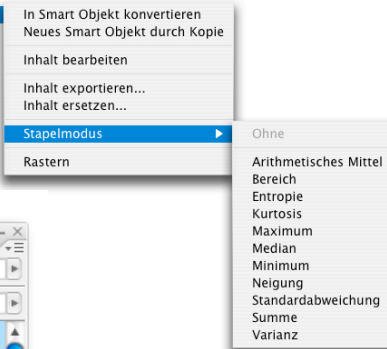 In Smart Objekt konvertieren
Neues Smart Objekt durch Kopie
Inhalt bearbeiten
Inhalt exportieren...
Inhalt ersetzen...
Stapelmodus
Rastern
Ohne
Arithmetisches Mittel
Bereich
Entropie
Kurtosis
Maximum
Median
Minimum
Neigung
Standardabweichung
Summe
Varianz